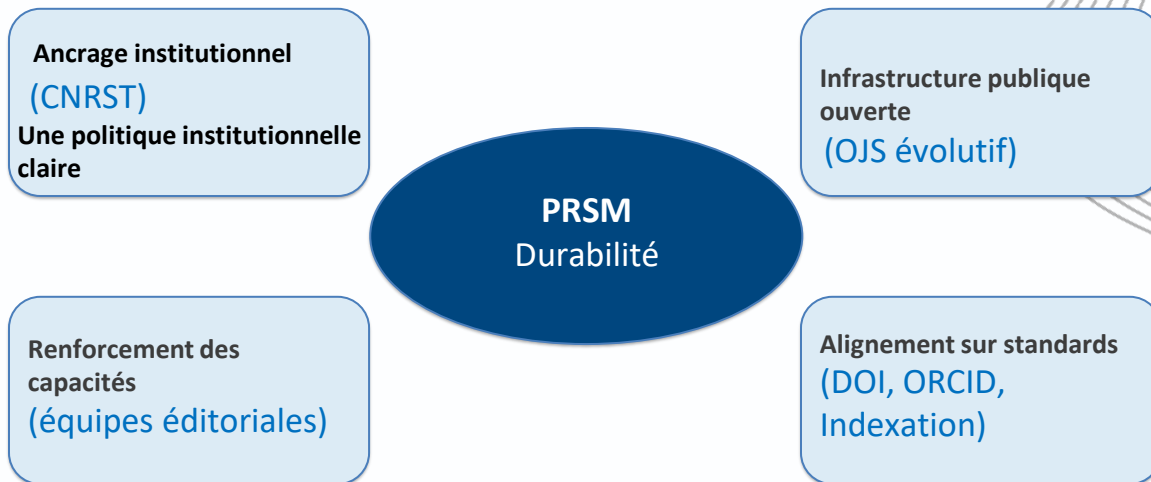 Ancrage institutionnel
(CNRST)
Une politique institutionnelle
claire
Infrastructure publique
ouverte
(OJS évolutif)
PRSM
Durabilité
Renforcement des
capacités
(équipes éditoriales)
Alignement sur standards
(DOI, ORCID,
Indexation)